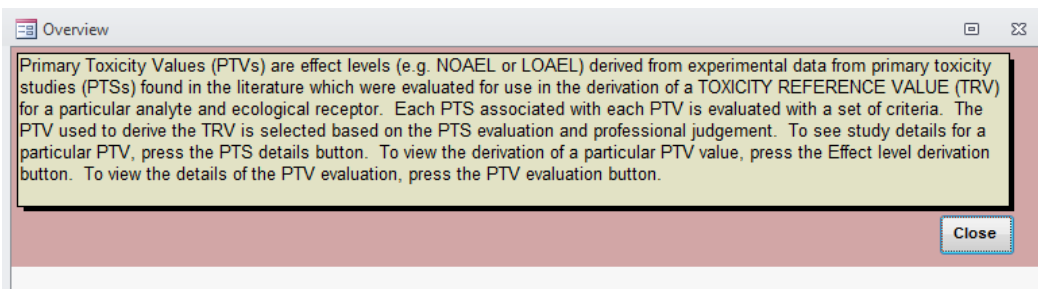 Overview
Primary Toxicity Values (PTVs) are effect levels (e.g. NOAEL or LOAEL) derived from experimental data from primary toxicity
studies (PTSs) found in the literature which were evaluated for use in the derivation of a TOXICITY REFERENCE VALUE (TRV)
for a particular analyte and ecological receptor.  Each PTS associated with each PTV is evaluated with a set of criteria.  The
PTV used to derive the TRV is selected based on the PTS evaluation and professional judgement.  To see study details for a
particular PTV, press the PTS details button.  To view the derivation of a particular PTV value, press the Effect level derivation
button.  To view the details of the PTV evaluation, press the PTV evaluation button.
Close